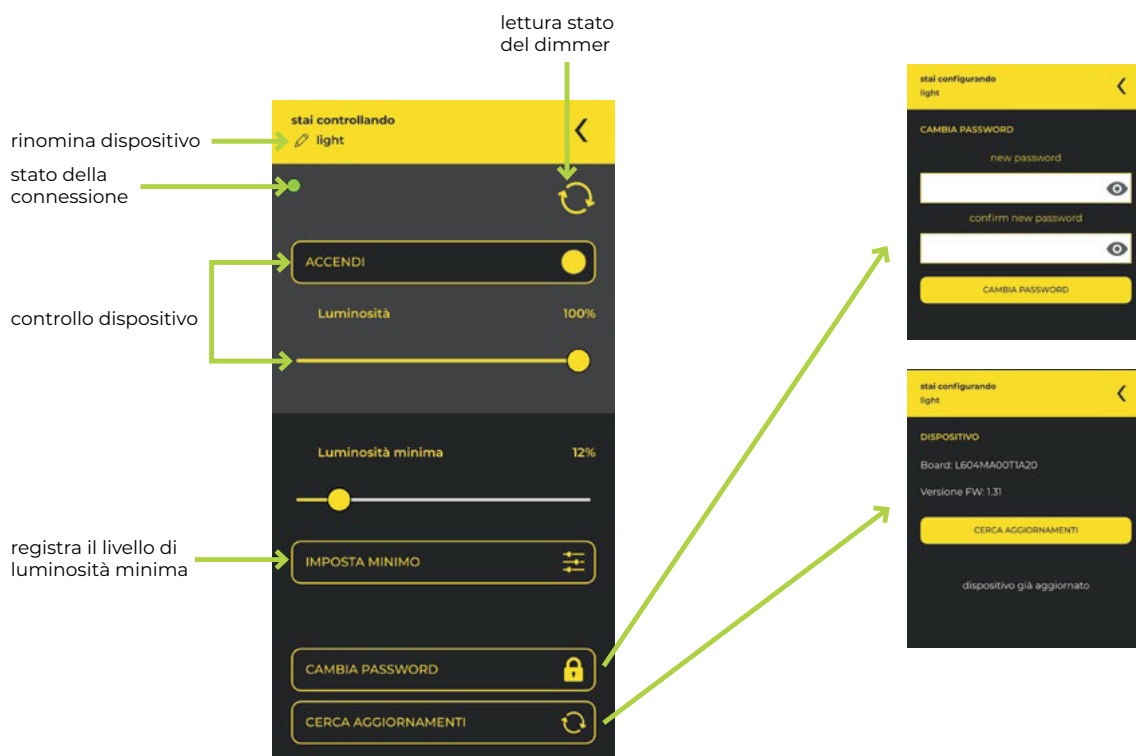 lettura stato
del dimmer
rinomina dispositivo
stato della
connessione
controllo dispositivo
registra il livello di
luminosità minima
stai controllando
light
ACCENDI
Luminosità 100%
Luminosità minima 12%
IMPOSTA MINIMO
CAMBIA PASSWORD
CERCA AGGIORNAMENTI
stai configurando
light
CAMBIA PASSWORD
new password
confirm new password
CAMBIA PASSWORD
stai configurando
light
DISPOSITIVO
Board: L604MA00T1A20
Versione FW: 1.31
CERCA AGGIORNAMENTI
dispositivo già aggiornato